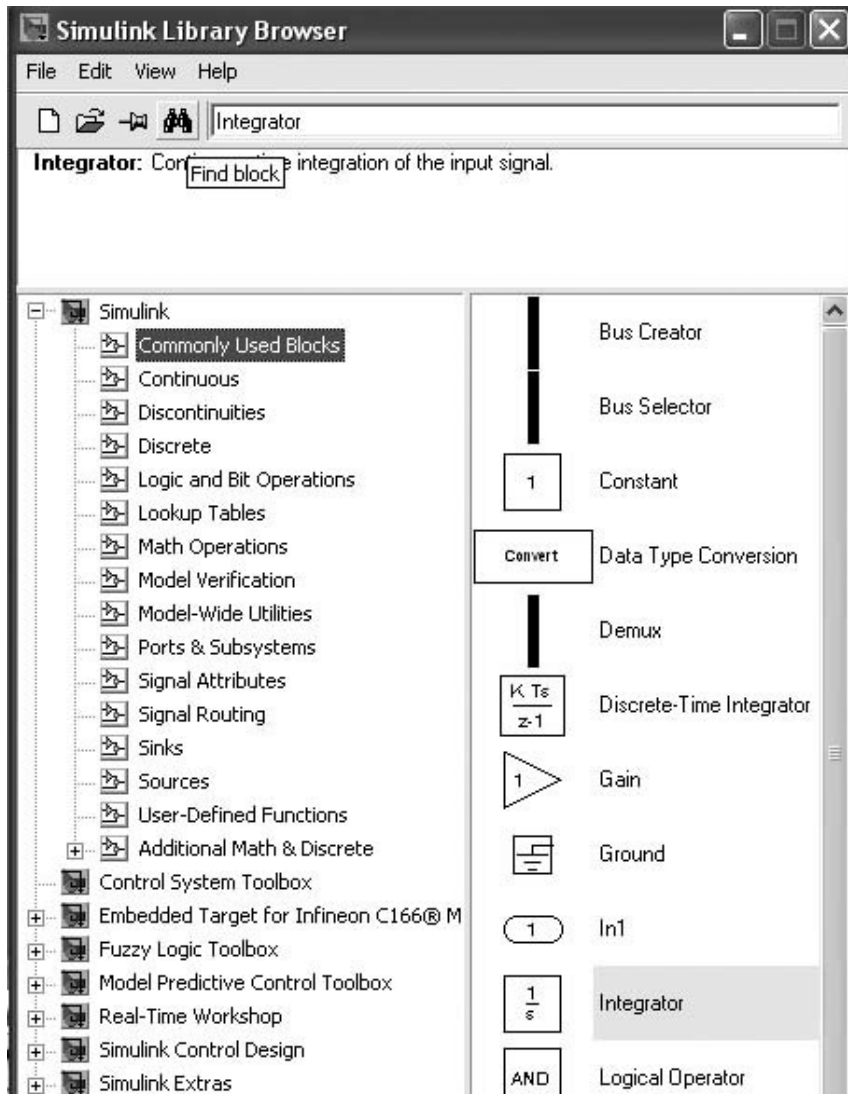 Simulink Library Browser
File Edit View Help
Integrator
Integrator: integration of the input signal.
Find block
Simulink
Commonly Used Blocks
Continuous
Discontinuities
Discrete
Logic and Bit Operations
Lookup Tables
Math Operations
Model Verification
Model-Wide Utilities
Ports & Subsystems
Signal Attributes
Signal Routing
Sinks
Sources
User-Defined Functions
Additional Math & Discrete
Control System Toolbox
Embedded Target for Infineon C166® M
Fuzzy Logic Toolbox
Model Predictive Control Toolbox
Real-Time Workshop
Simulink Control Design
Simulink Extras
Bus Creator
Bus Selector
1 Constant
Convert Data Type Conversion
Demux
K Ts
z-1
Discrete-Time Integrator
1 Gain
Ground
1 In1
1
s
Integrator
AND Logical Operator